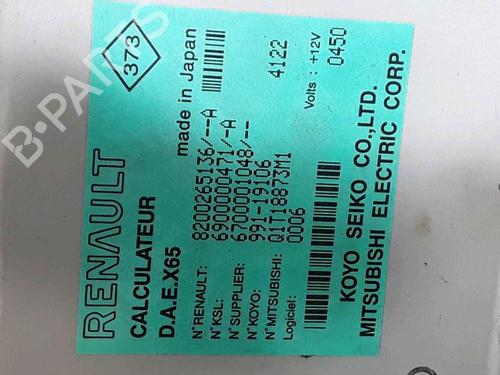 RENAULT
373
CALCULATEUR
D.A.E.X65
made in Japan
N°RENAULT: 8200265136/--A
N°KSL: 6900000471/-A
N°SUPPLIER: 6700001048/--
N°KOYO: 991-19106
N°MITSUBISHI: Q1T18873M1
Logiciel: 0006
4122
Volts : +12V
0450
KOYO SEIKO CO.,LTD.
MITSUBISHI ELECTRIC CORP.
B-PARTS